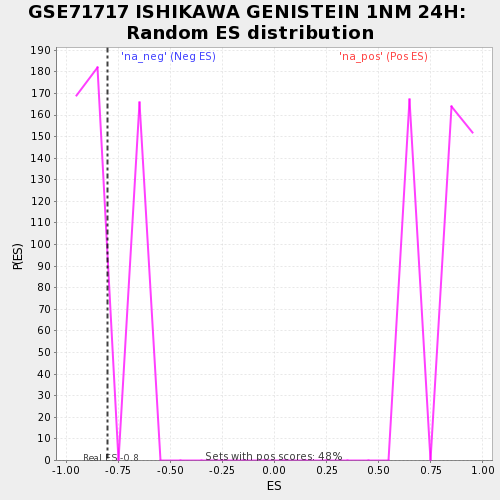 GSE71717 ISHIKAWA GENISTEIN 1NM 24H:
Random ES distribution
'na_neg' (Neg ES)
'na_pos' (Pos ES)
P(ES)
190
180
170
160
150
140
130
120
110
100
90
80
70
60
50
40
30
20
10
0
Real ES -0.8
Sets with pos scores: 48%
-1.00 -0.75 -0.50 -0.25 0.00 0.25 0.50 0.75 1.00
ES